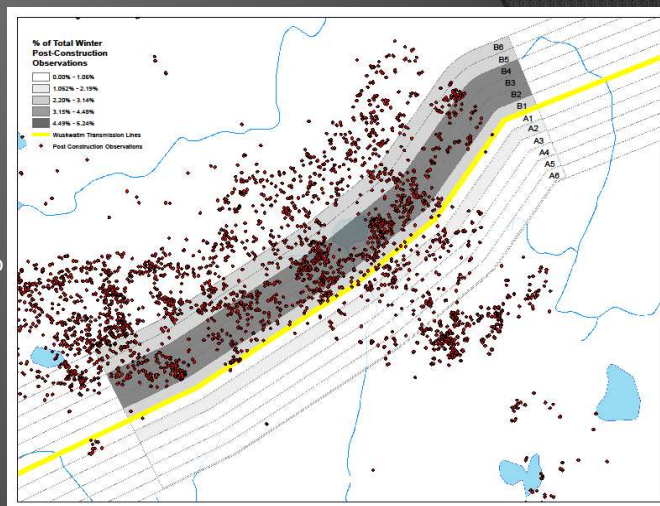 % of Total Winter
Post-Construction
Observations
0.00% - 1.06%
1.062% - 2.19%
2.20% - 3.14%
3.15% - 4.48%
4.49% - 6.24%
Wuskwatim Transmission Lines
Post Construction Observations
B6
B5
B4
B3
B2
B1
A1
A2
A3
A4
A5
A6